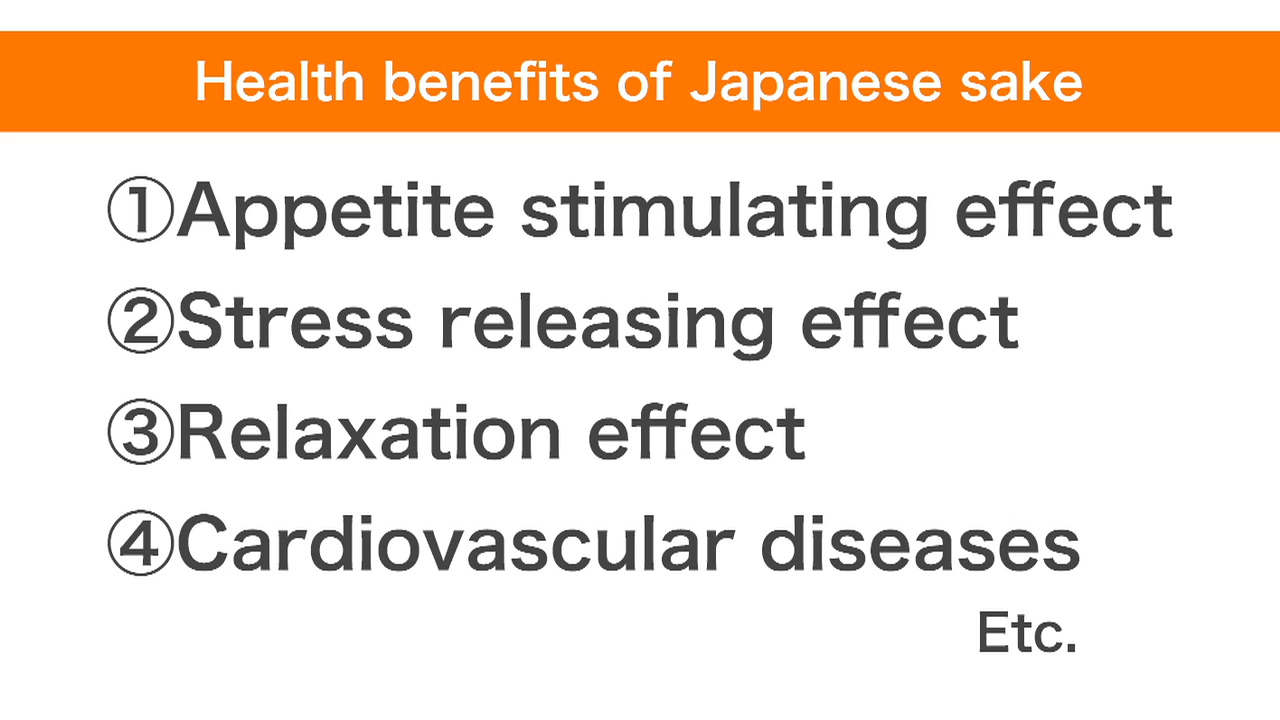 Health benefits of Japanese sake
①Appetite stimulating effect
②Stress releasing effect
③Relaxation effect
④Cardiovascular diseases
Etc.